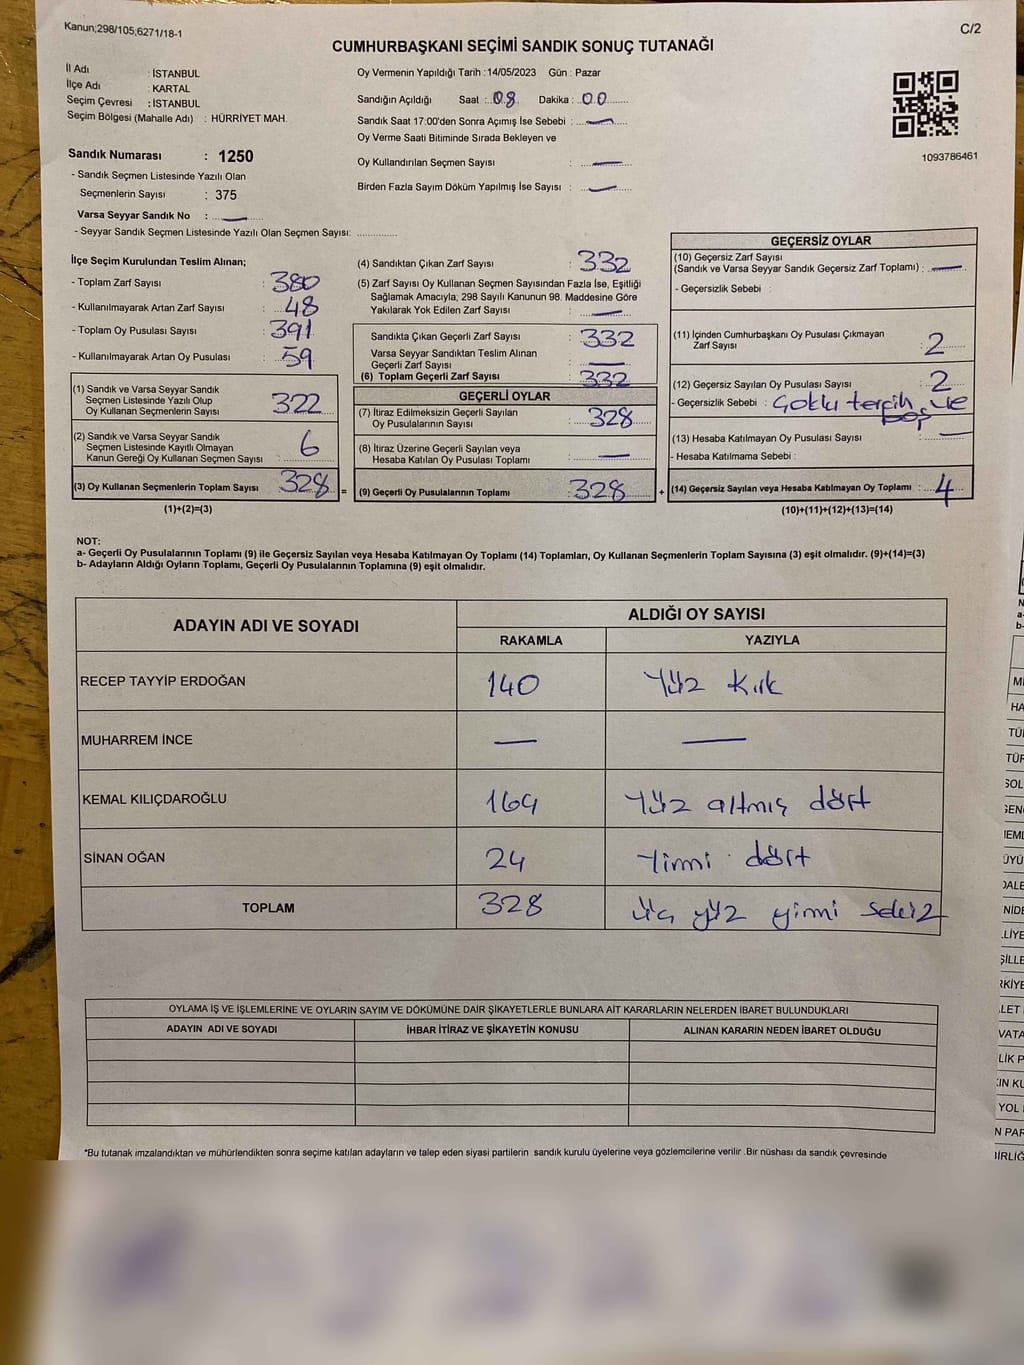 Kanun;298/105;6271/18-1
C/2
CUMHURBAŞKANI SEÇİMİ SANDIK SONUÇ TUTANAĞI
İl Adı : İSTANBUL
İlçe Adı : KARTAL
Seçim Çevresi : İSTANBUL
Seçim Bölgesi (Mahalle Adı) : HÜRRİYET MAH.
Sandık Numarası : 1250
- Sandık Seçmen Listesinde Yazılı Olan
Seçmenlerin Sayısı : 375
Varsa Seyyar Sandık No : —
- Seyyar Sandık Seçmen Listesinde Yazılı Olan Seçmen Sayısı: ..............
Oy Vermenin Yapıldığı Tarih : 14/05/2023 Gün : Pazar
Sandığın Açıldığı Saat : 08 Dakika : 00
Sandık Saat 17:00'den Sonra Açımış İse Sebebi : —
Oy Verme Saati Bitiminde Sırada Bekleyen ve
Oy Kullandırılan Seçmen Sayısı : —
Birden Fazla Sayım Döküm Yapılmış İse Sayısı : —
1093786461
İlçe Seçim Kurulundan Teslim Alınan;
- Toplam Zarf Sayısı : 380
- Kullanılmayarak Artan Zarf Sayısı : 48
- Toplam Oy Pusulası Sayısı : 391
- Kullanılmayarak Artan Oy Pusulası : 59
(1) Sandık ve Varsa Seyyar Sandık
Seçmen Listesinde Yazılı Olup
Oy Kullanan Seçmenlerin Sayısı : 322
(2) Sandık ve Varsa Seyyar Sandık
Seçmen Listesinde Kayıtlı Olmayan
Kanun Gereği Oy Kullanan Seçmen Sayısı : 6
(3) Oy Kullanan Seçmenlerin Toplam Sayısı : 328 =
(1)+(2)=(3)
(4) Sandıktan Çıkan Zarf Sayısı : 332
(5) Zarf Sayısı Oy Kullanan Seçmen Sayısından Fazla İse, Eşitliği
Sağlamak Amacıyla; 298 Sayılı Kanunun 98. Maddesine Göre
Yakılarak Yok Edilen Zarf Sayısı : —
Sandıkta Çıkan Geçerli Zarf Sayısı : 332
Varsa Seyyar Sandıktan Teslim Alınan
Geçerli Zarf Sayısı : —
(6) Toplam Geçerli Zarf Sayısı : 332
GEÇERLİ OYLAR
(7) İtiraz Edilmeksizin Geçerli Sayılan
Oy Pusulalarının Sayısı : 328
(8) İtiraz Üzerine Geçerli Sayılan ve
Hesaba Katılan Oy Pusulası Toplamı : —
(9) Geçerli Oy Pusulalarının Toplamı : 328 +
GEÇERSİZ OYLAR
(10) Geçersiz Zarf Sayısı
(Sandık ve Varsa Seyyar Sandık Geçersiz Zarf Toplamı) : —
- Geçersizlik Sebebi :
(11) İçinden Cumhurbaşkanı Oy Pusulası Çıkmayan
Zarf Sayısı : 2
(12) Geçersiz Sayılan Oy Pusulası Sayısı : 2
- Geçersizlik Sebebi : Çoklu tercih ve
boş
(13) Hesaba Katılmayan Oy Pusulası Sayısı : —
- Hesaba Katılmama Sebebi :
(14) Geçersiz Sayılan veya Hesaba Katılmayan Oy Toplamı : 4
(10)+(11)+(12)+(13)=(14)
NOT:
a- Geçerli Oy Pusulalarının Toplamı (9) ile Geçersiz Sayılan veya Hesaba Katılmayan Oy Toplamı (14) Toplamları, Oy Kullanan Seçmenlerin Toplam Sayısına (3) eşit olmalıdır. (9)+(14)=(3)
b- Adayların Aldığı Oyların Toplamı, Geçerli Oy Pusulalarının Toplamına (9) eşit olmalıdır.
ADAYIN ADI VE SOYADI ALDIĞI OY SAYISI
RAKAMLA YAZIYLA
RECEP TAYYİP ERDOĞAN 140 Yüz Kırk
MUHARREM İNCE — —
KEMAL KILIÇDAROĞLU 164 Yüz altmış dört
SİNAN OĞAN 24 Yirmi dört
TOPLAM 328 üç yüz yirmi sekiz
OYLAMA İŞ VE İŞLEMLERİNE VE OYLARIN SAYIM VE DÖKÜMÜNE DAİR ŞİKAYETLERLE BUNLARA AİT KARARLARIN NELERDEN İBARET BULUNDUKLARI
ADAYIN ADI VE SOYADI İHBAR İTİRAZ VE ŞİKAYETİN KONUSU ALINAN KARARIN NEDEN İBARET OLDUĞU
*Bu tutanak imzalandıktan ve mühürlendikten sonra seçime katılan adayların ve talep eden siyasi partilerin sandık kurulu üyelerine veya gözlemcilerine verilir .Bir nüshası da sandık çevresinde